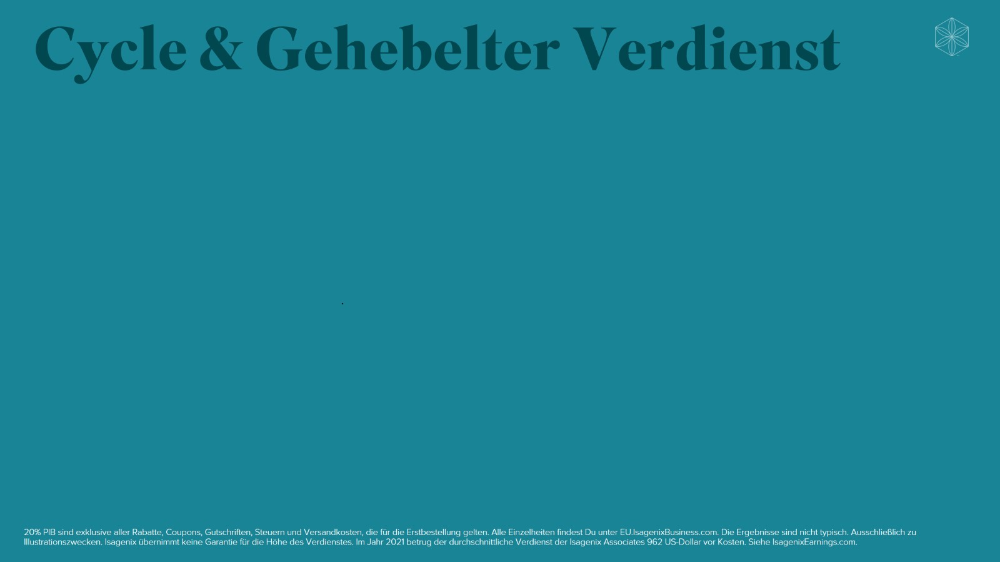 Cycle & Gehebelter Verdienst
20% PIB sind exklusive aller Rabatte, Coupons, Gutschriften, Steuern und Versandkosten, die für die Erstbestellung gelten. Alle Einzelheiten findest Du unter EU.IsagenixBusiness.com. Die Ergebnisse sind nicht typisch. Ausschließlich zu
Illustrationszwecken. Isagenix übernimmt keine Garantie für die Höhe des Verdienstes. Im Jahr 2021 betrug der durchschnittliche Verdienst der Isagenix Associates 962 US-Dollar vor Kosten. Siehe IsagenixEarnings.com.